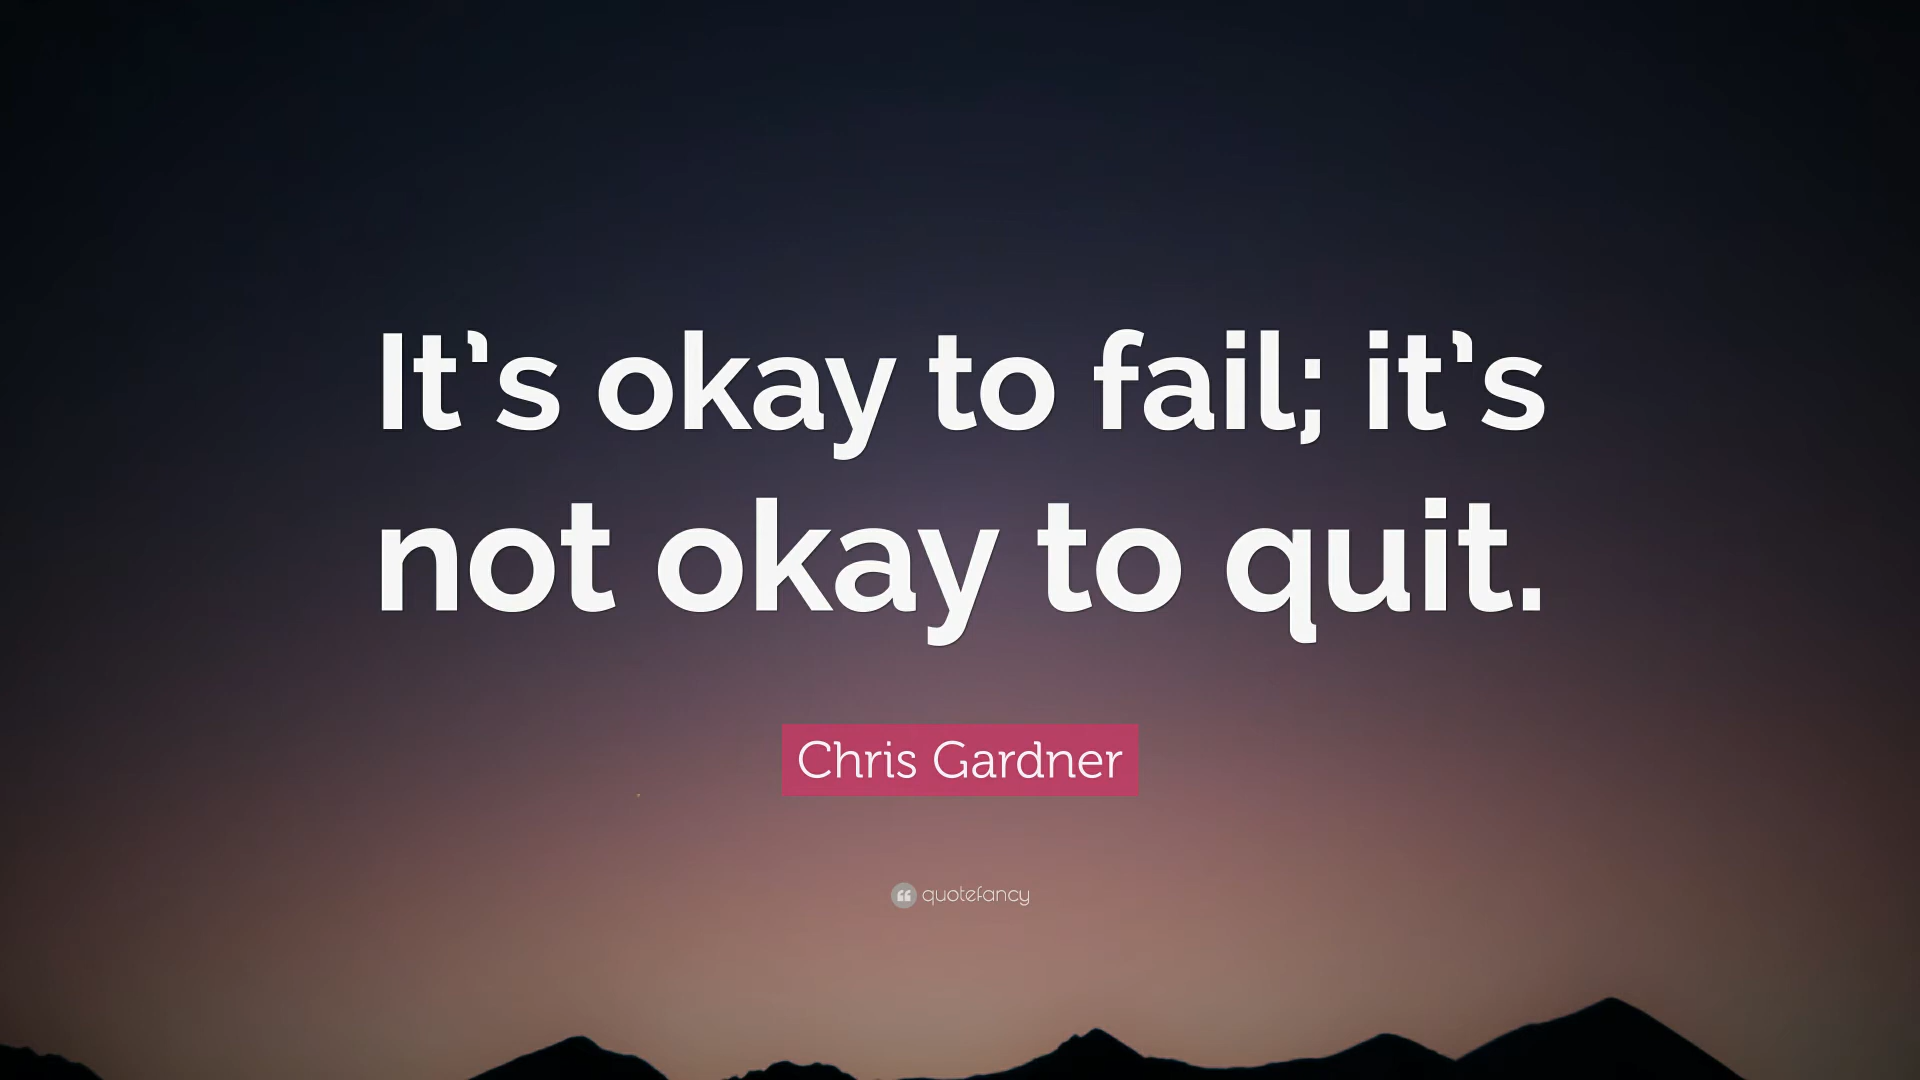 It’s okay to fail; it’s
not okay to quit.
Chris Gardner
quotefancy